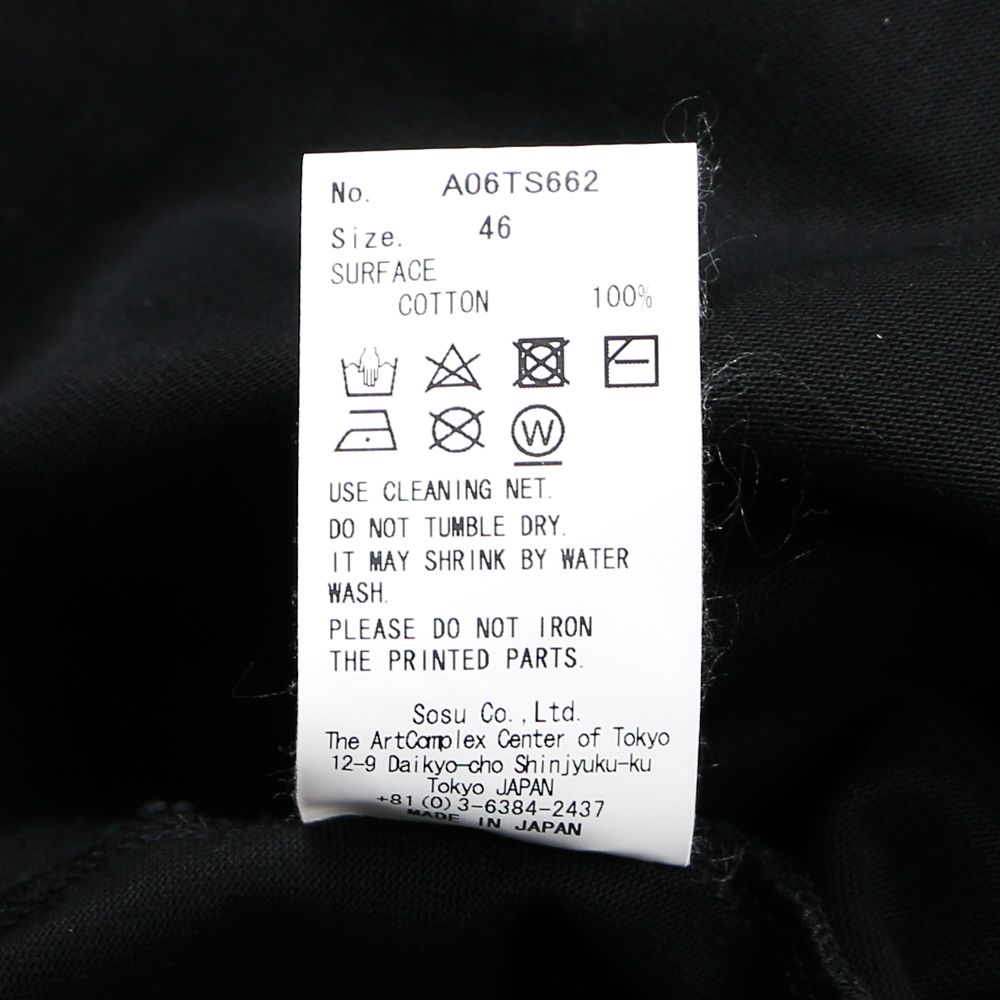 No. A06TS662
Size. 46
SURFACE
COTTON 100%
W
USE CLEANING NET.
DO NOT TUMBLE DRY.
IT MAY SHRINK BY WATER
WASH.
PLEASE DO NOT IRON
THE PRINTED PARTS.
Sosu Co.,Ltd.
The ArtComplex Center of Tokyo
12-9 Daikyo-cho Shinjyuku-ku
Tokyo JAPAN
+81(0)3-6384-2437
MADE IN JAPAN